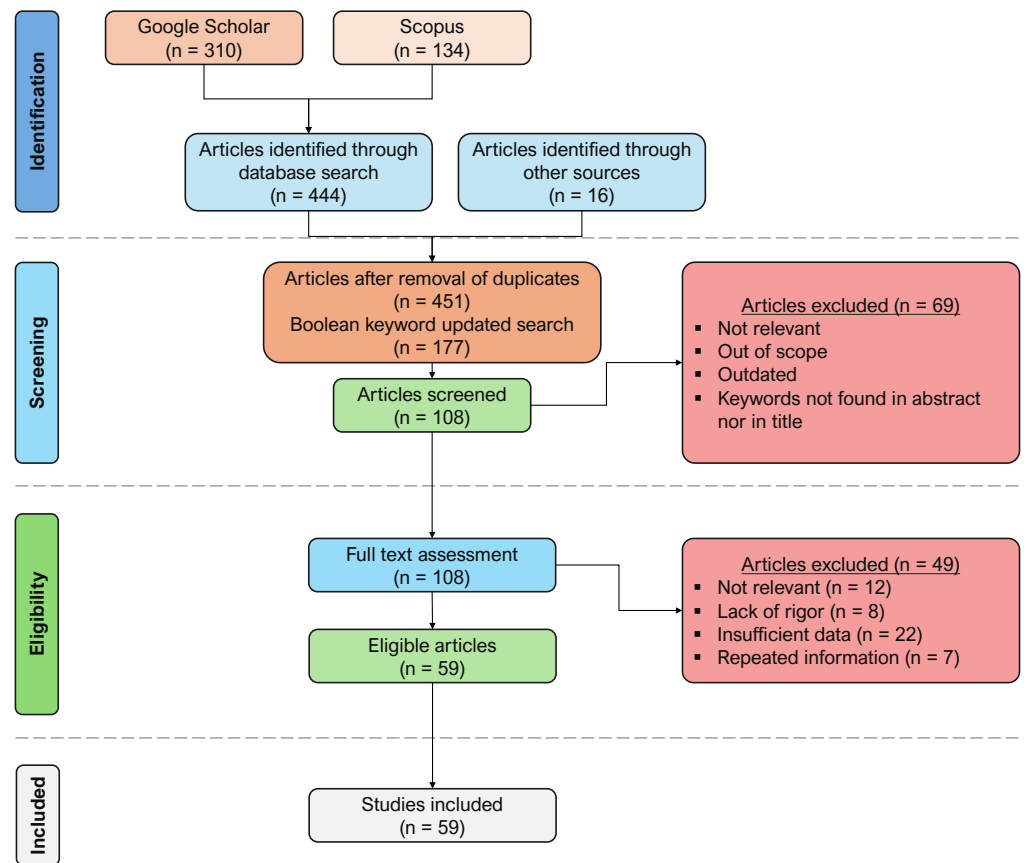 Identification
Google Scholar
(n = 310)
Scopus
(n = 134)
Articles identified through
database search
(n = 444)
Articles identified through
other sources
(n = 16)
Screening
Articles after removal of duplicates
(n = 451)
Boolean keyword updated search
(n = 177)
Articles screened
(n = 108)
Articles excluded (n = 69)
▪ Not relevant
▪ Out of scope
▪ Outdated
▪ Keywords not found in abstract
nor in title
Eligibility
Full text assessment
(n = 108)
Eligible articles
(n = 59)
Articles excluded (n = 49)
▪ Not relevant (n = 12)
▪ Lack of rigor (n = 8)
▪ Insufficient data (n = 22)
▪ Repeated information (n = 7)
Included
Studies included
(n = 59)